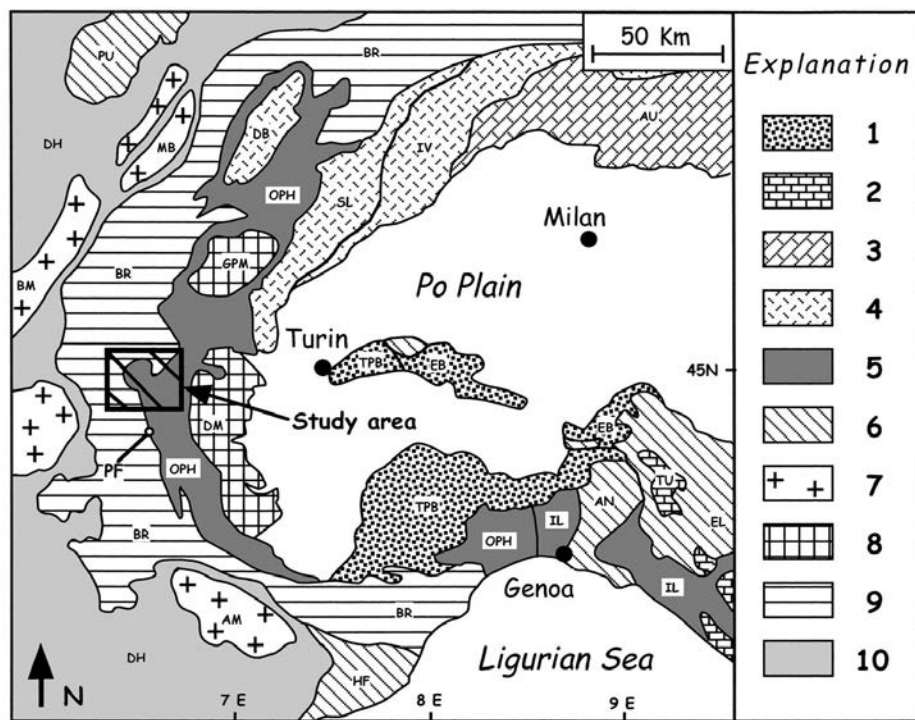 50 Km
Explanation
PU
BR
DH
MB
DB
IV
AU
OPH
SL
Milan
GPM
BR
BM
Po Plain
Turin
TPB
EB
45N
Study area
DM
EB
PF
OPH
TU
TPB
AN
EL
IL
OPH
BR
Genoa
IL
BR
AM
DH
HF
Ligurian Sea
N
7 E
8 E
9 E
1
2
3
4
5
6
7
8
9
10